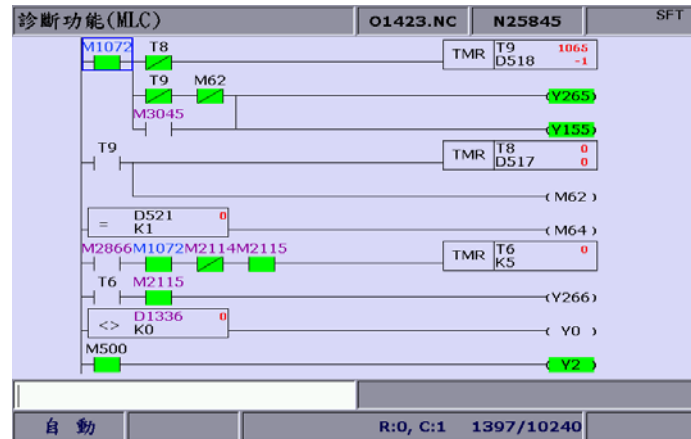 診斷功能(MLC) O1423.NC N25845 SFT
M1072 T8 TMR T9 1065
D518 -1
T9 M62 (Y265)
M3045 (Y155)
T9 TMR T8 0
D517 0
(M62)
= D521 0
K1 (M64)
M2866 M1072 M2114 M2115 TMR T6 0
K5
T6 M2115 (Y266)
<> D1336 0
K0 (Y0)
M500 (Y2)
自動 R:0, C:1 1397/10240